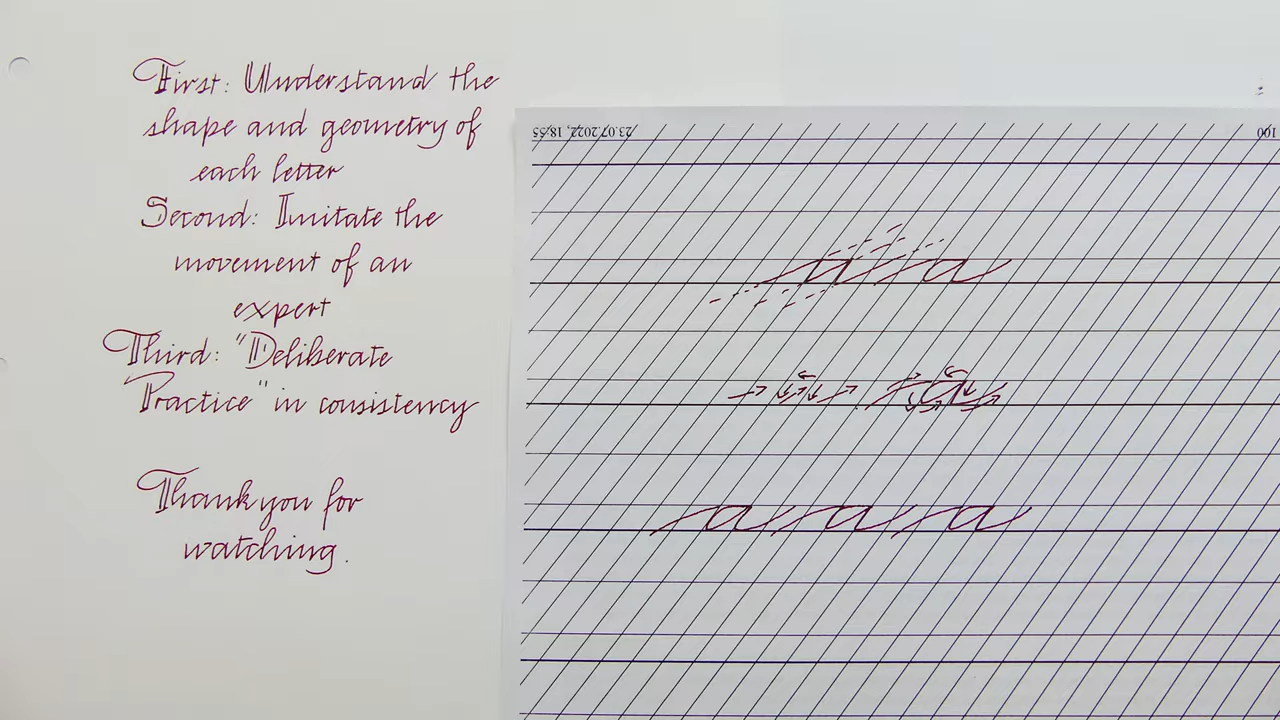 First: Understand the
shape and geometry of
each letter
Second: Imitate the
movement of an
expert
Third: "Deliberate
Practice" in consistency
Thank you for
watching.
23.07.2022, 18:55
100
a a
a a a